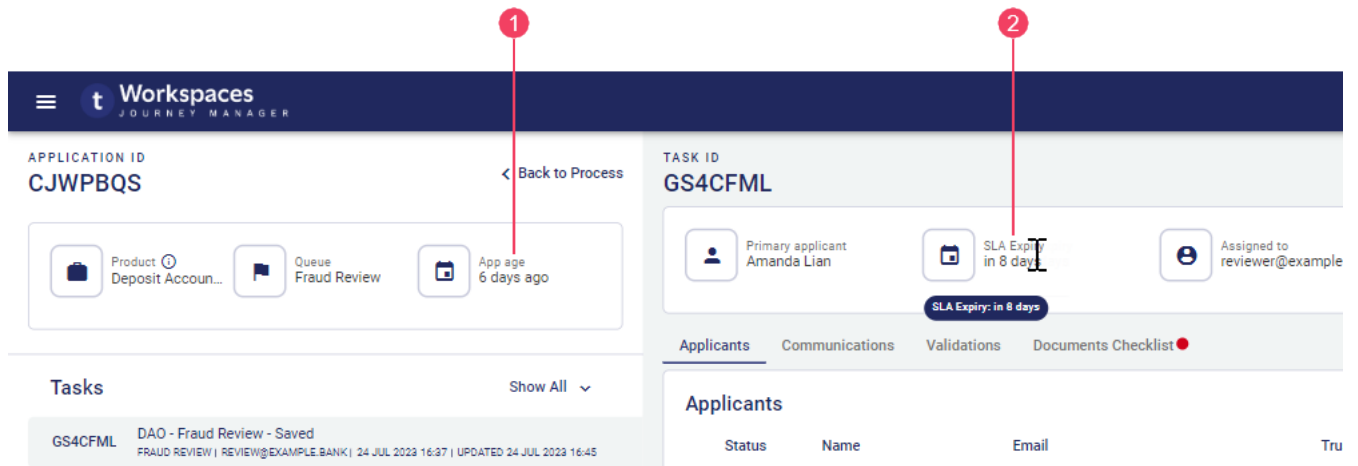 1
2
t Workspaces
JOURNEY MANAGER
APPLICATION ID
CJWPBQS
Back to Process
Product
Deposit Accoun...
Queue
Fraud Review
App age
6 days ago
Tasks
Show All
GS4CFML
DAO - Fraud Review - Saved
FRAUD REVIEW | REVIEW@EXAMPLE.BANK | 24 JUL 2023 16:37 | UPDATED 24 JUL 2023 16:45
TASK ID
GS4CFML
Primary applicant
Amanda Lian
SLA Expiry
in 8 days
SLA Expiry: in 8 days
Assigned to
reviewer@example
Applicants
Communications
Validations
Documents Checklist
Applicants
Status
Name
Email
Tru